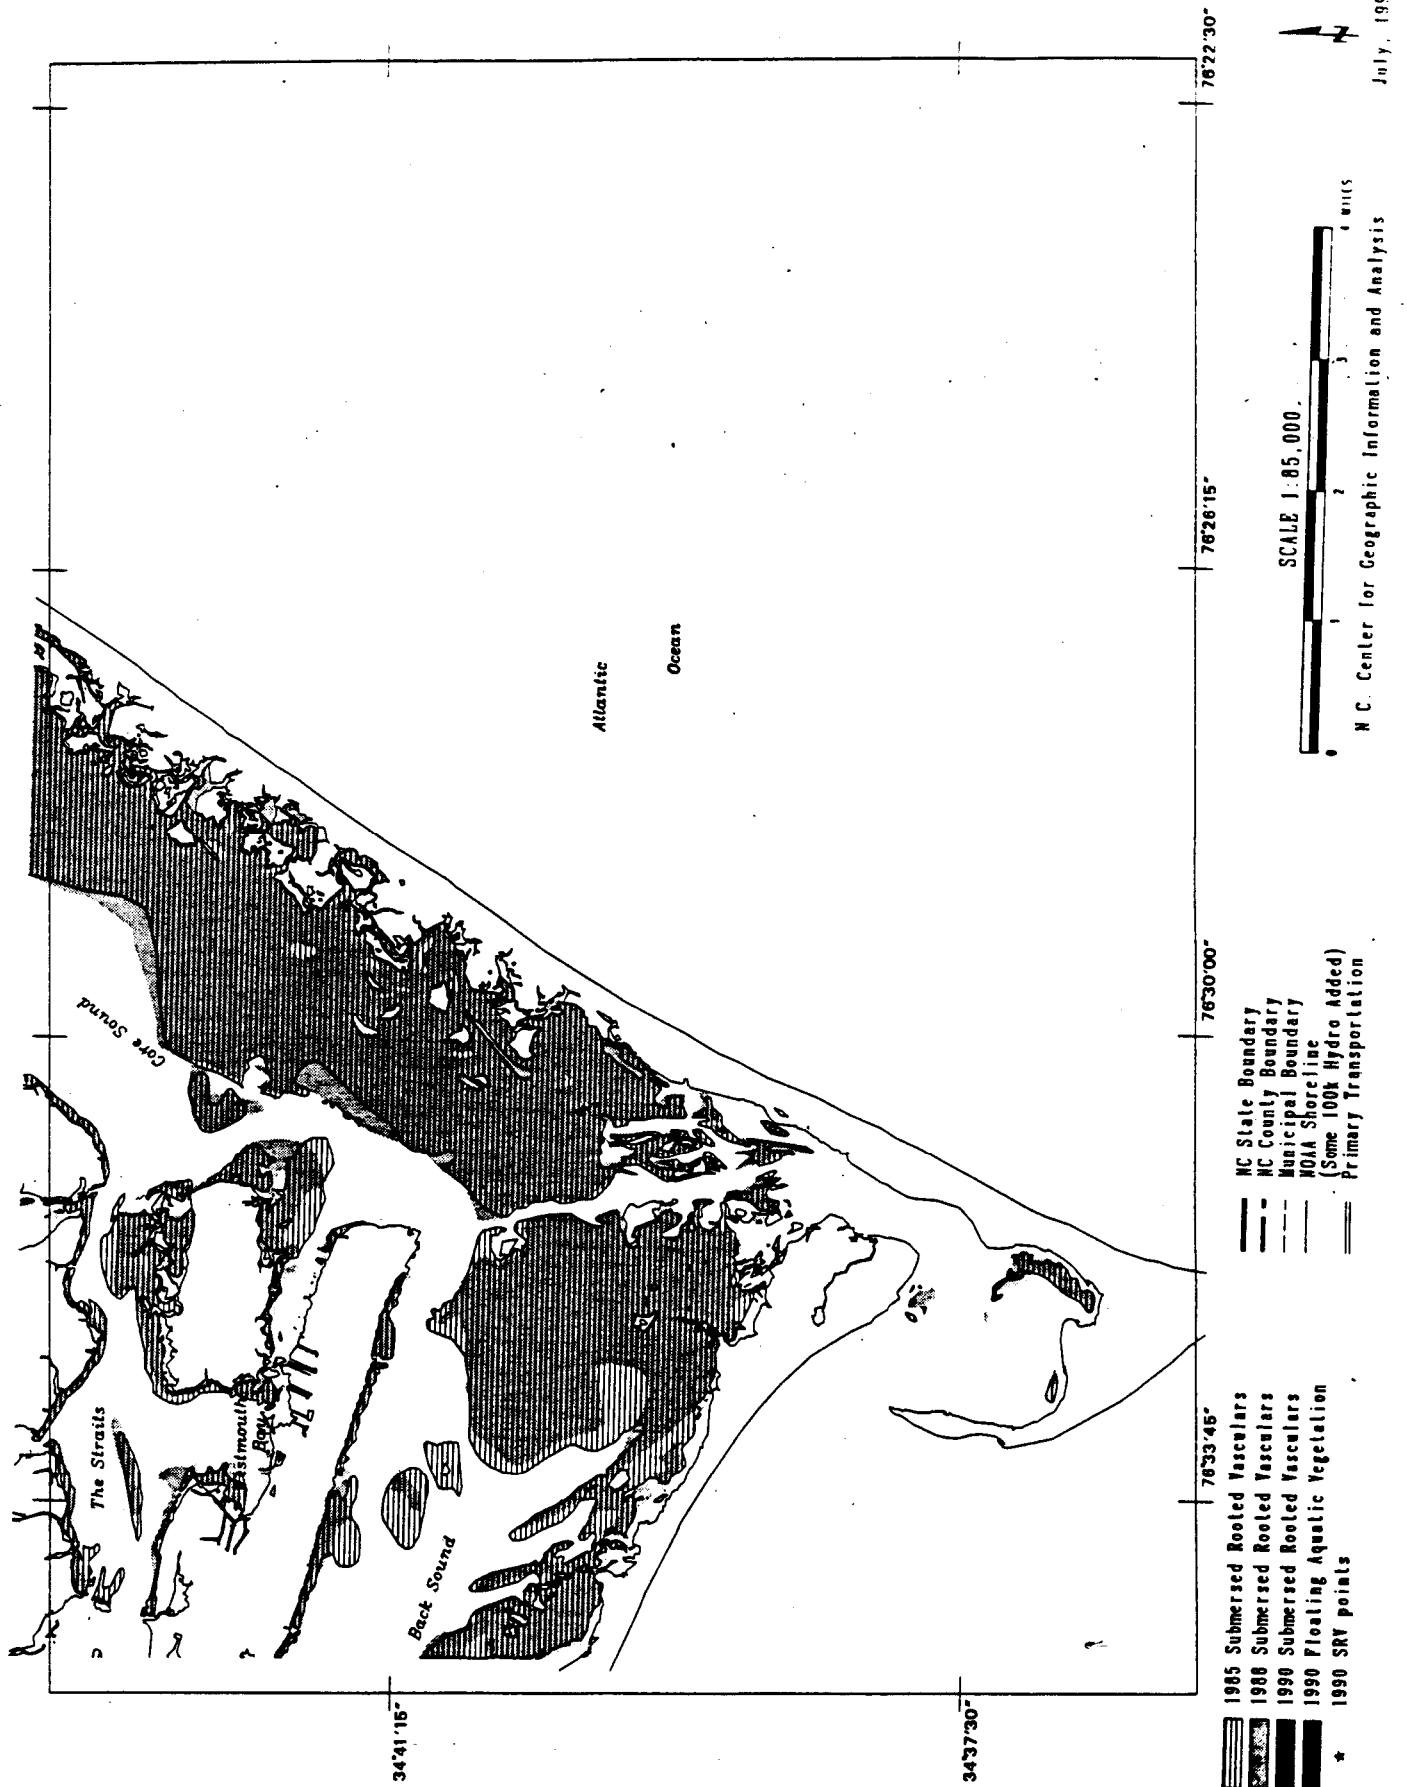 The Straits
Core Sound
Back Sound
Atlantic
Ocean
34°41'15"
34°37'30"
76°33'45"
76°30'00"
76°26'15"
76°22'30"
1985 Submersed Rooted Vasculars
1988 Submersed Rooted Vasculars
1990 Submersed Rooted Vasculars
1990 Floating Aquatic Vegetation
* 1990 SRV points
NC State Boundary
NC County Boundary
Municipal Boundary
NOAA Shoreline
(Some 100k Hydro Added)
Primary Transportation
SCALE 1:85,000
0 1 2 3 4 MILES
N.C. Center for Geographic Information and Analysis
N
July,